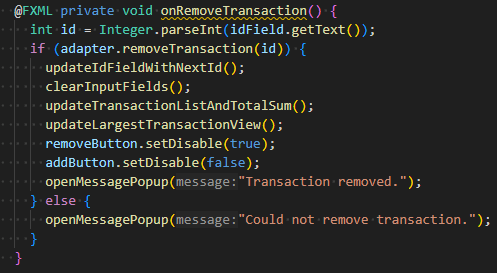 @FXML private void onRemoveTransaction() {
int id = Integer.parseInt(idField.getText());
if (adapter.removeTransaction(id)) {
updateIdFieldWithNextId();
clearInputFields();
updateTransactionListAndTotalSum();
updateLargestTransactionView();
removeButton.setDisable(true);
addButton.setDisable(false);
openMessagePopup(message:"Transaction removed.");
} else {
openMessagePopup(message:"Could not remove transaction.");
}
}